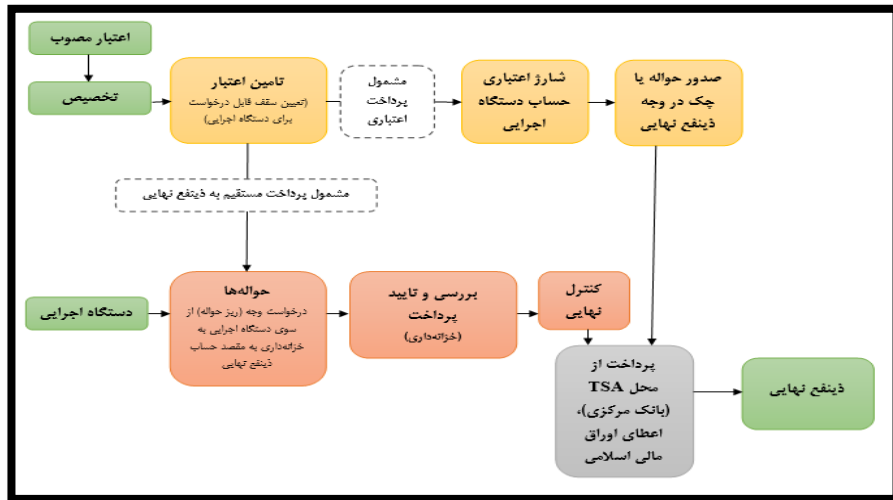 اعتبار مصوب
تخصیص
تامین اعتبار
(تعیین سقف قابل درخواست
برای دستگاه اجرایی)
مشمول
پرداخت
اعتباری
شارژ اعتباری
حساب دستگاه
اجرایی
صدور حواله یا
چک در وجه
ذینفع نهایی
مشمول پرداخت مستقیم به ذینفع نهایی
دستگاه اجرایی
حواله‌ها
درخواست وجه (ریز حواله) از
سوی دستگاه اجرایی به
خزانه‌داری به مقصد حساب
ذینفع نهایی
بررسی و تایید
پرداخت
(خزانه‌داری)
کنترل
نهایی
پرداخت از
محل TSA
(بانک مرکزی)،
اعطای اوراق
مالی اسلامی
ذینفع نهایی